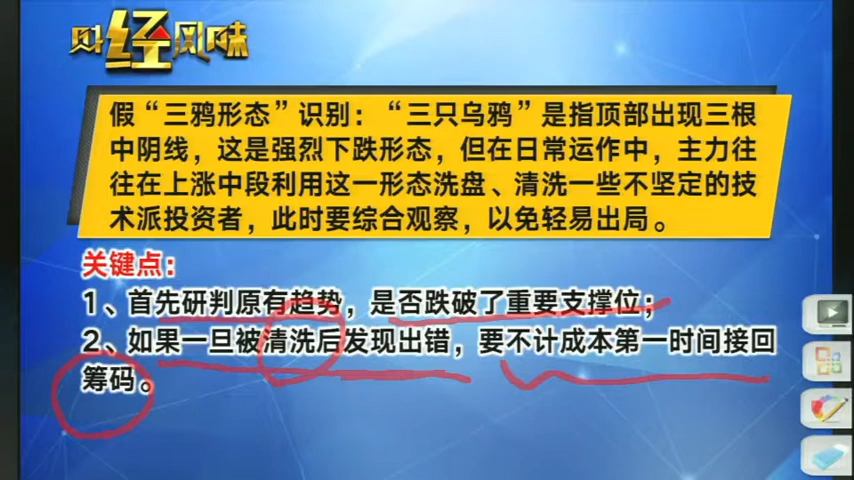 财经风味
假“三鸦形态”识别：“三只乌鸦”是指顶部出现三根
中阴线，这是强烈下跌形态，但在日常运作中，主力往
往在上涨中段利用这一形态洗盘、清洗一些不坚定的技
术派投资者，此时要综合观察，以免轻易出局。
关键点：
1、首先研判原有趋势，是否跌破了重要支撑位；
2、如果一旦被清洗后发现出错，要不计成本第一时间接回
筹码。